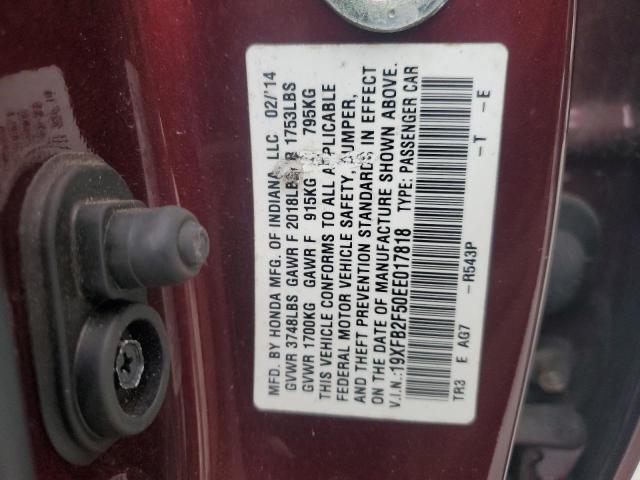 MFD. BY HONDA MFG. OF INDIANA, LLC 02/'14
GVWR 3748LBS GAWR F 2018LBS R 1753LBS
GVWR 1700KG GAWR F 915KG 795KG
THIS VEHICLE CONFORMS TO ALL APPLICABLE
FEDERAL MOTOR VEHICLE SAFETY, BUMPER,
AND THEFT PREVENTION STANDARDS IN EFFECT
ON THE DATE OF MANUFACTURE SHOWN ABOVE.
V.I.N.:19XFB2F50EE017818 TYPE: PASSENGER CAR
TR3 E AG7 -R543P -T -E